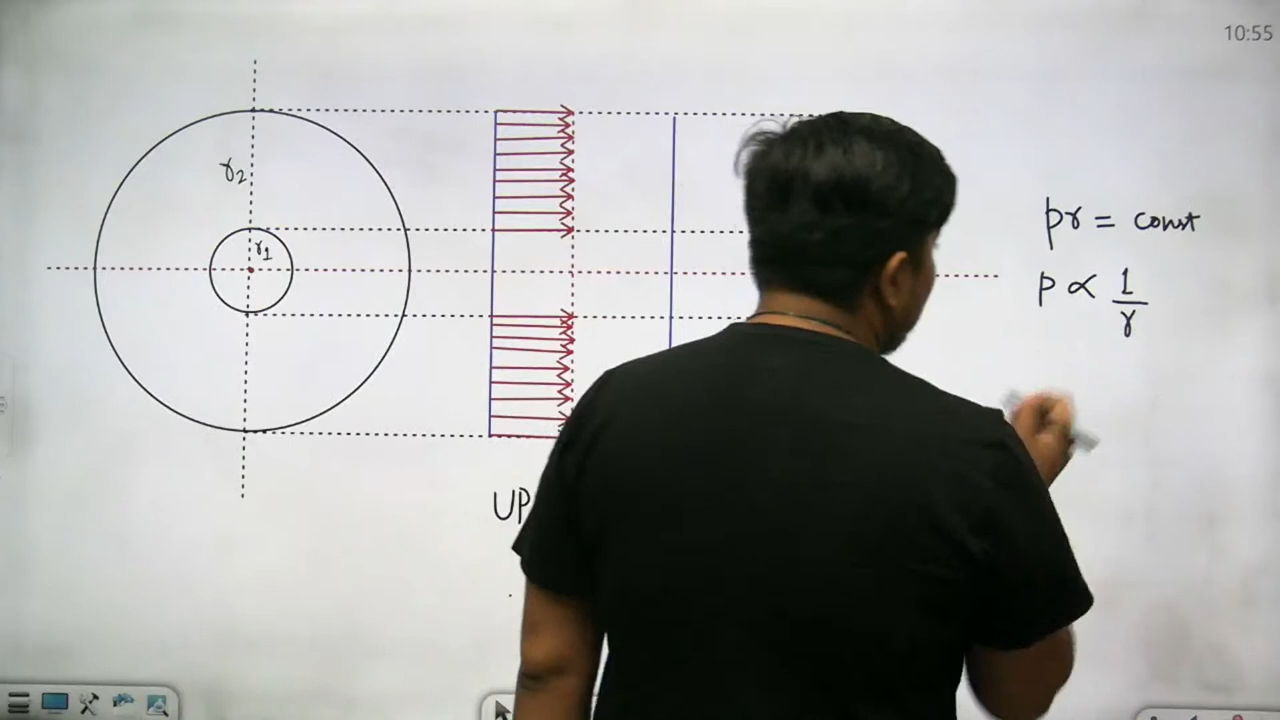 10:55
r₂
r₁
pr = const
p ∝ 1/r
UP